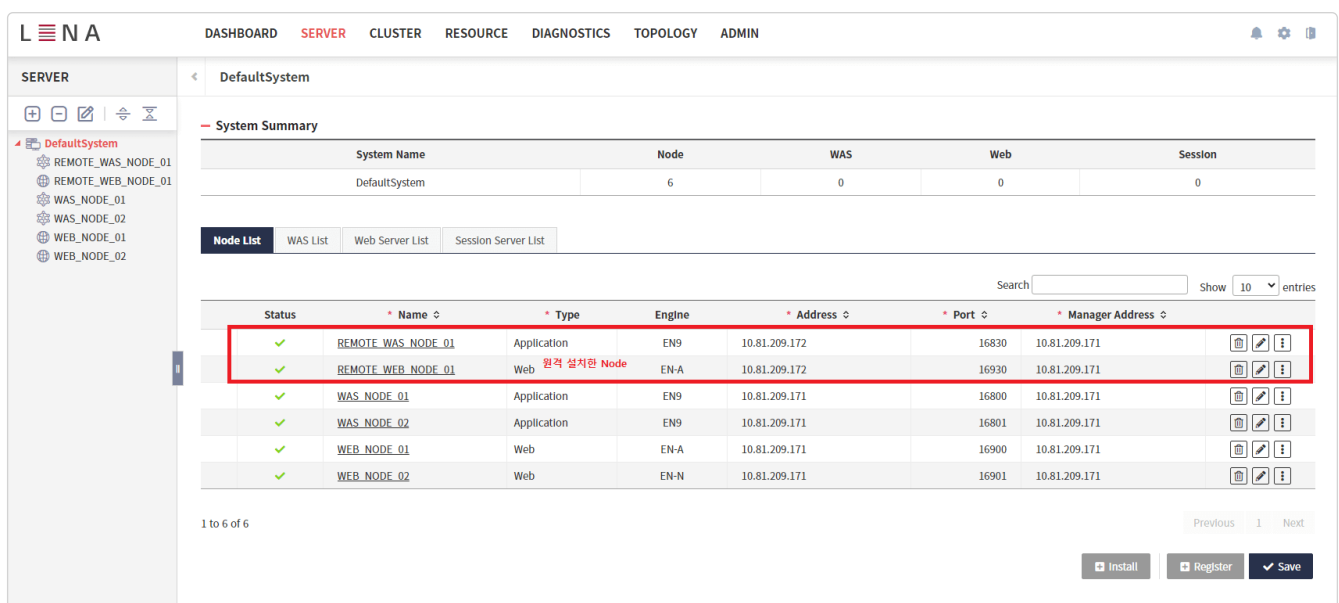 LENA DASHBOARD SERVER CLUSTER RESOURCE DIAGNOSTICS TOPOLOGY ADMIN
SERVER
DefaultSystem
DefaultSystem
REMOTE_WAS_NODE_01
REMOTE_WEB_NODE_01
WAS_NODE_01
WAS_NODE_02
WEB_NODE_01
WEB_NODE_02
System Summary
System Name Node WAS Web Session
DefaultSystem 6 0 0 0
Node List WAS List Web Server List Session Server List
Search Show 10 entries
Status * Name * Type Engine * Address * Port * Manager Address
REMOTE_WAS_NODE_01 Application EN9 10.81.209.172 16830 10.81.209.171
원격 설치한 Node
REMOTE_WEB_NODE_01 Web EN-A 10.81.209.172 16930 10.81.209.171
WAS_NODE_01 Application EN9 10.81.209.171 16800 10.81.209.171
WAS_NODE_02 Application EN9 10.81.209.171 16801 10.81.209.171
WEB_NODE_01 Web EN-A 10.81.209.171 16900 10.81.209.171
WEB_NODE_02 Web EN-N 10.81.209.171 16901 10.81.209.171
1 to 6 of 6
Previous 1 Next
Install Register Save